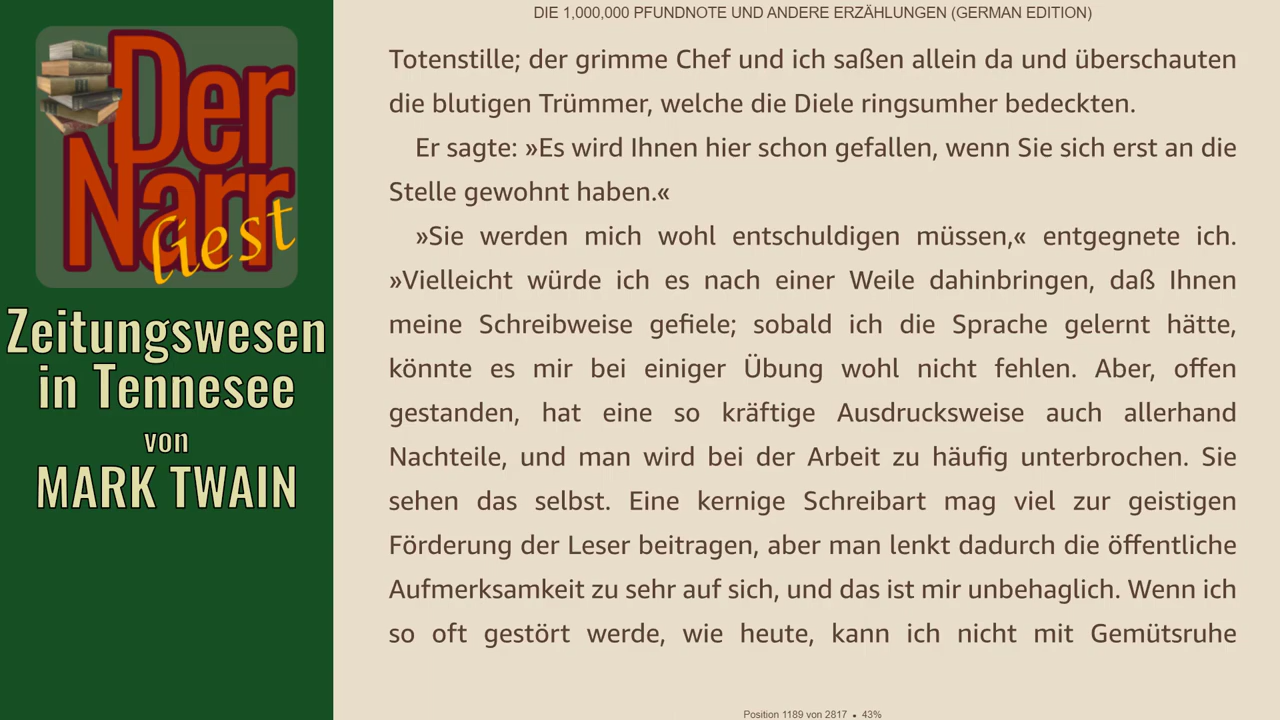 Der
Narr
liest
Zeitungswesen
in Tennesee
von
MARK TWAIN
DIE 1,000,000 PFUNDNOTE UND ANDERE ERZÄHLUNGEN (GERMAN EDITION)
Totenstille; der grimme Chef und ich saßen allein da und überschauten
die blutigen Trümmer, welche die Diele ringsumher bedeckten.
Er sagte: »Es wird Ihnen hier schon gefallen, wenn Sie sich erst an die
Stelle gewohnt haben.«
»Sie werden mich wohl entschuldigen müssen,« entgegnete ich.
»Vielleicht würde ich es nach einer Weile dahinbringen, daß Ihnen
meine Schreibweise gefiele; sobald ich die Sprache gelernt hätte,
könnte es mir bei einiger Übung wohl nicht fehlen. Aber, offen
gestanden, hat eine so kräftige Ausdrucksweise auch allerhand
Nachteile, und man wird bei der Arbeit zu häufig unterbrochen. Sie
sehen das selbst. Eine kernige Schreibart mag viel zur geistigen
Förderung der Leser beitragen, aber man lenkt dadurch die öffentliche
Aufmerksamkeit zu sehr auf sich, und das ist mir unbehaglich. Wenn ich
so oft gestört werde, wie heute, kann ich nicht mit Gemütsruhe
Position 1189 von 2817 • 43%